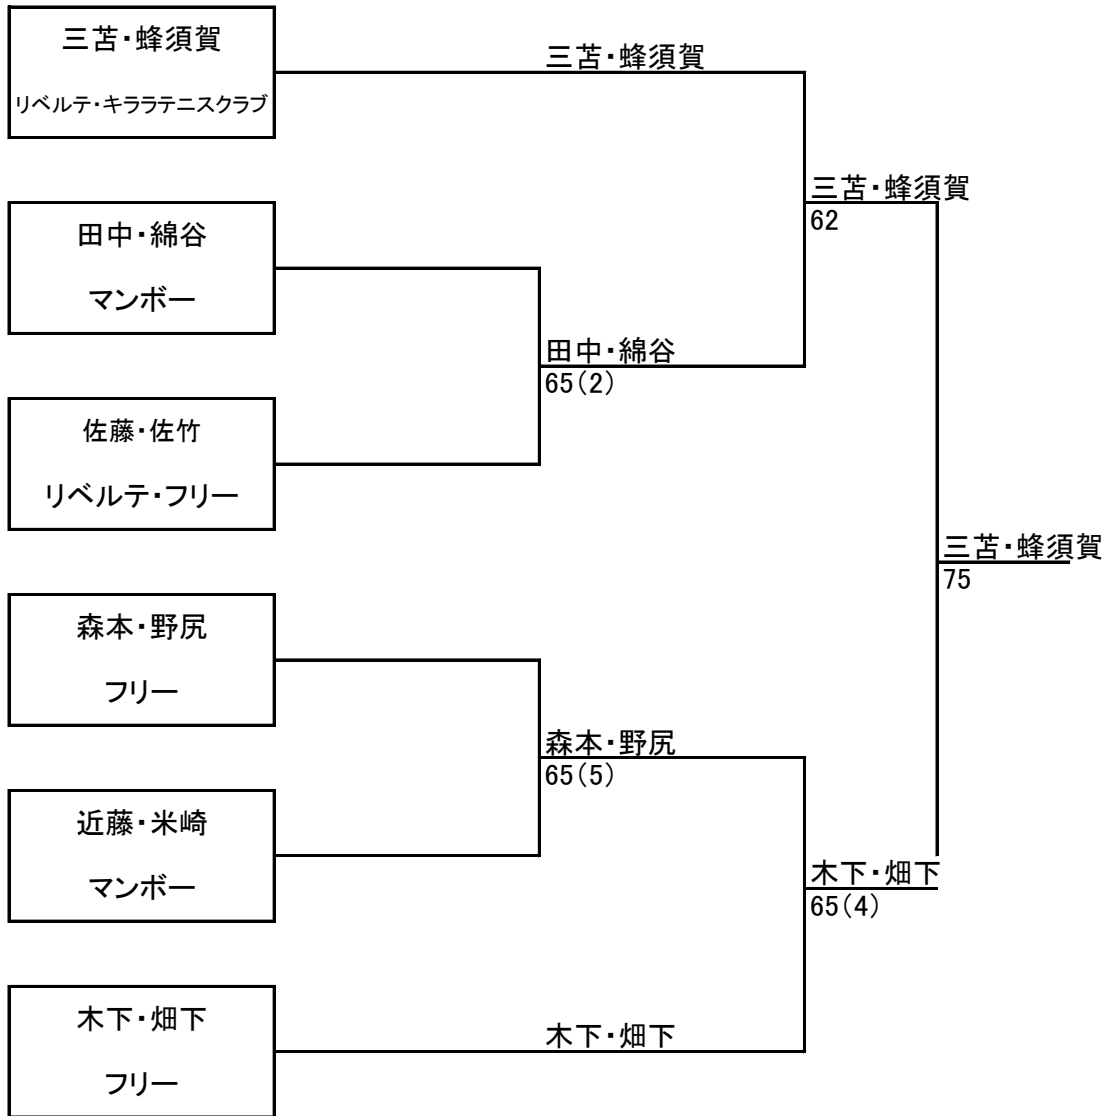 三苫・蜂須賀
リベルテ・キララテニスクラブ
田中・綿谷
マンボー
佐藤・佐竹
リベルテ・フリー
森本・野尻
フリー
近藤・米崎
マンボー
木下・畑下
フリー
三苫・蜂須賀
田中・綿谷
65(2)
森本・野尻
65(5)
木下・畑下
三苫・蜂須賀
62
木下・畑下
65(4)
三苫・蜂須賀
75